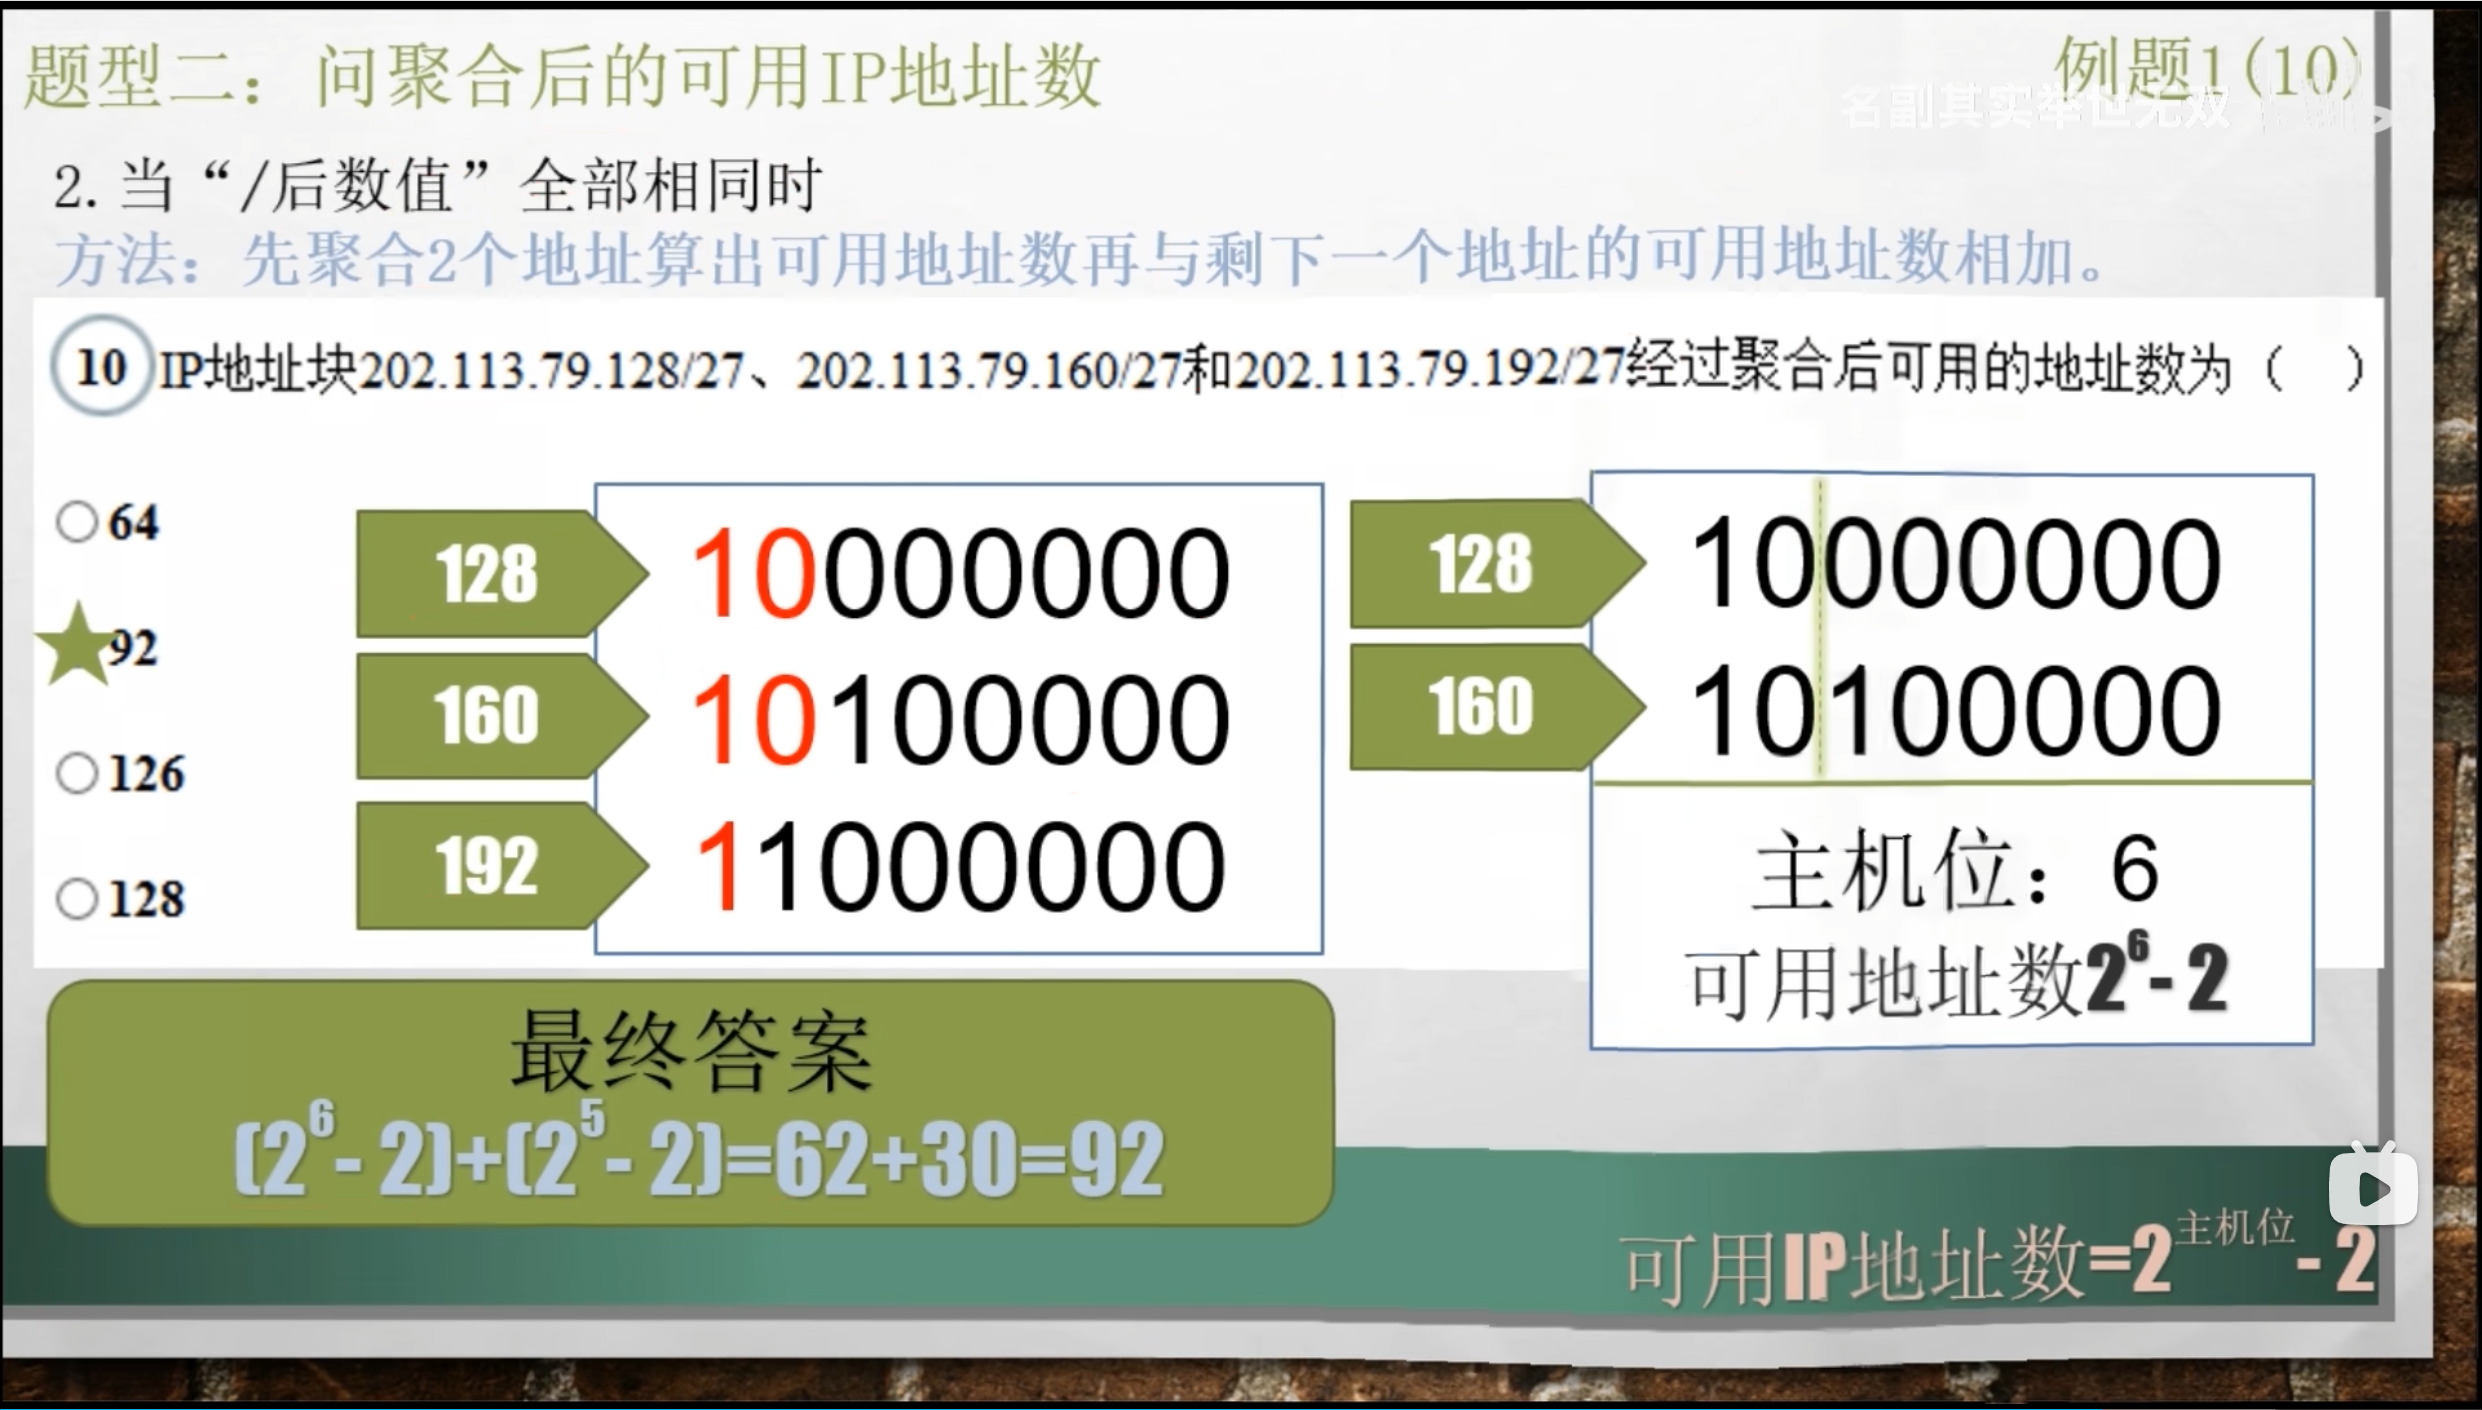 题型二：问聚合后的可用IP地址数
例题1(10)
名副其实举世无双
2.当“/后数值”全部相同时
方法：先聚合2个地址算出可用地址数再与剩下一个地址的可用地址数相加。
10 IP地址块202.113.79.128/27、202.113.79.160/27和202.113.79.192/27经过聚合后可用的地址数为（ ）
64
92
126
128
128 10000000
160 10100000
192 11000000
128 10000000
160 10100000
主机位：6
可用地址数2⁶- 2
最终答案
(2⁶- 2)+(2⁵- 2)=62+30=92
可用IP地址数=2主机位- 2